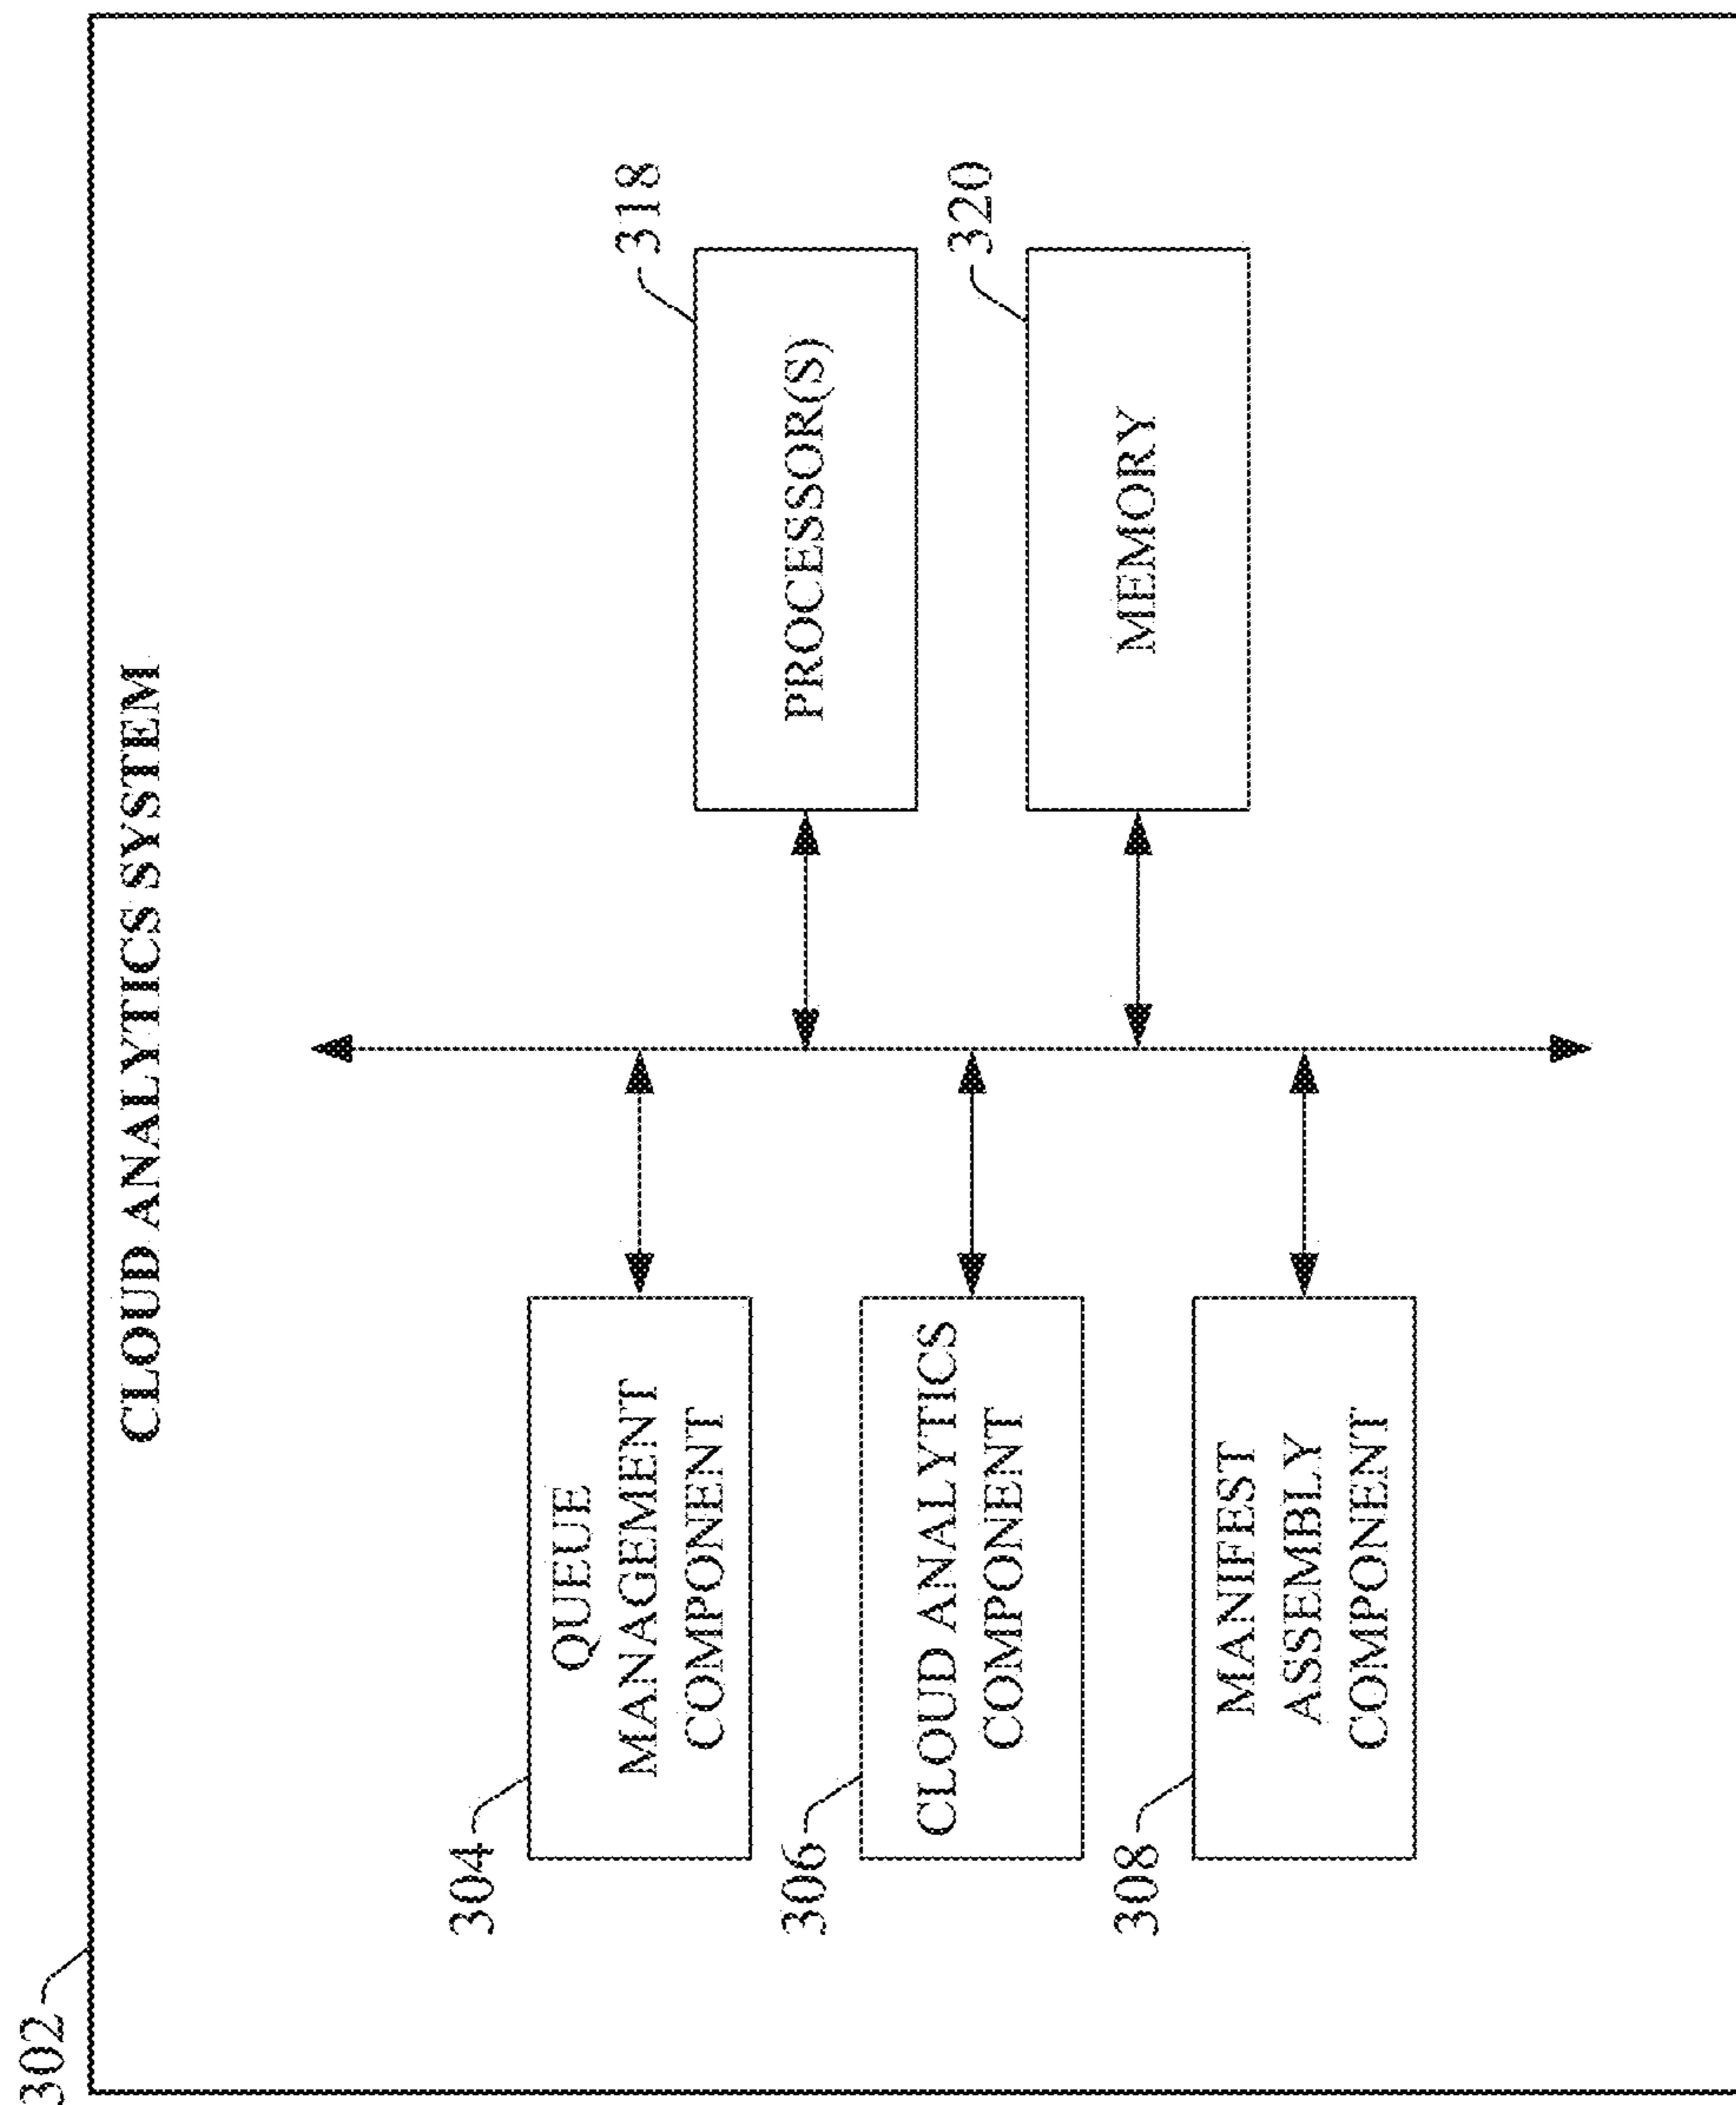 302
CLOUD ANALYTICS SYSTEM
304
QUEUE
MANAGEMENT
COMPONENT
318
PROCESSOR(S)
306
CLOUD ANALYTICS
COMPONENT
320
MEMORY
308
MANIFEST
ASSEMBLY
COMPONENT